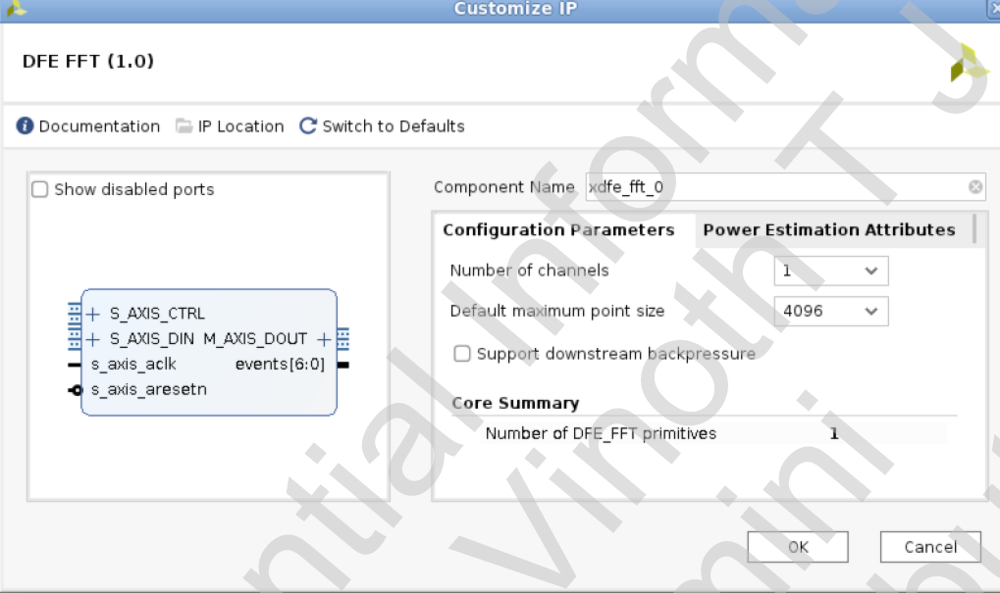 Customize IP
DFE FFT (1.0)
Documentation IP Location Switch to Defaults
Show disabled ports
S_AXIS_CTRL
S_AXIS_DIN M_AXIS_DOUT
s_axis_aclk events[6:0]
s_axis_aresetn
Component Name xdfe_fft_0
Configuration Parameters Power Estimation Attributes
Number of channels 1
Default maximum point size 4096
Support downstream backpressure
Core Summary
Number of DFE_FFT primitives 1
OK Cancel
ntial Inform
Vinoth T J